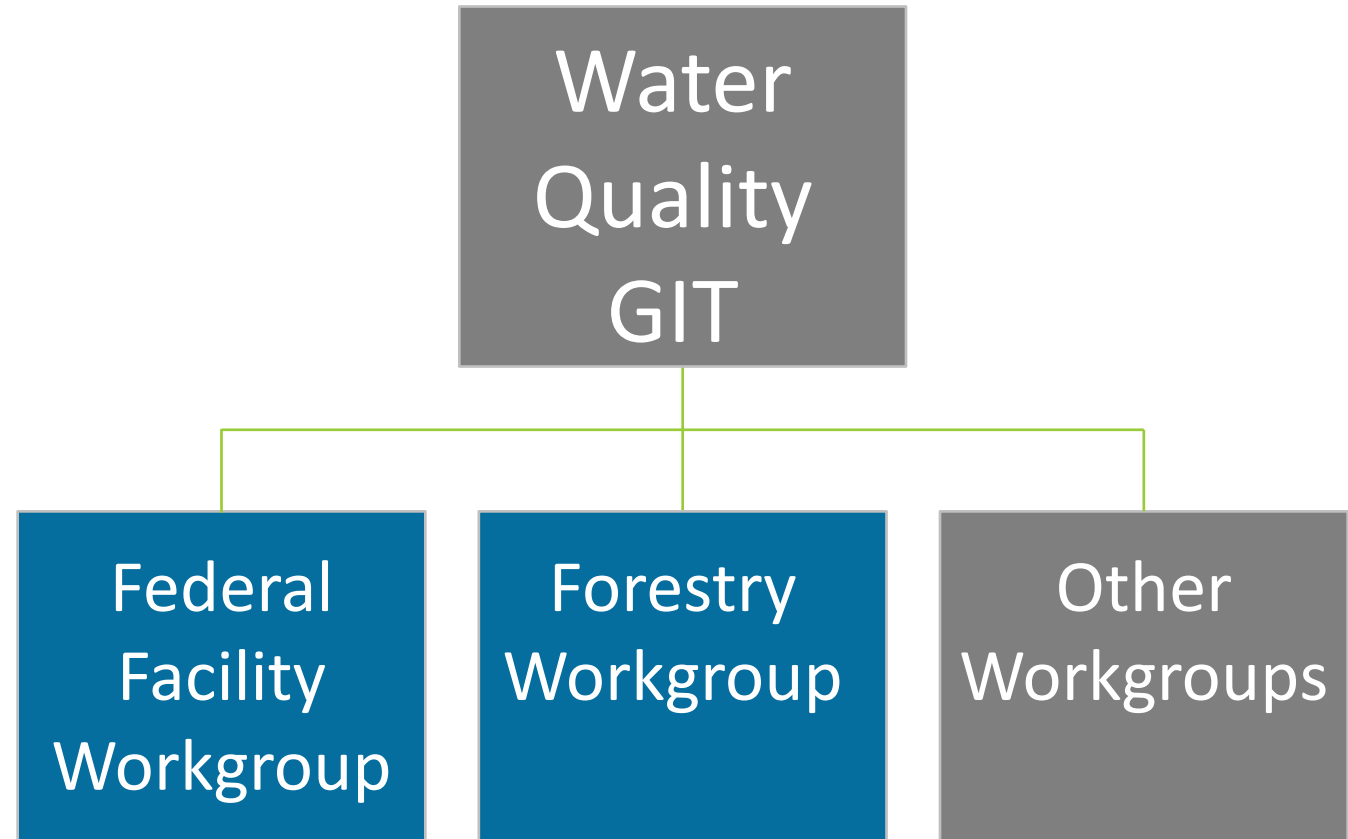 Water
Quality
GIT
Federal
Facility
Workgroup
Forestry
Workgroup
Other
Workgroups